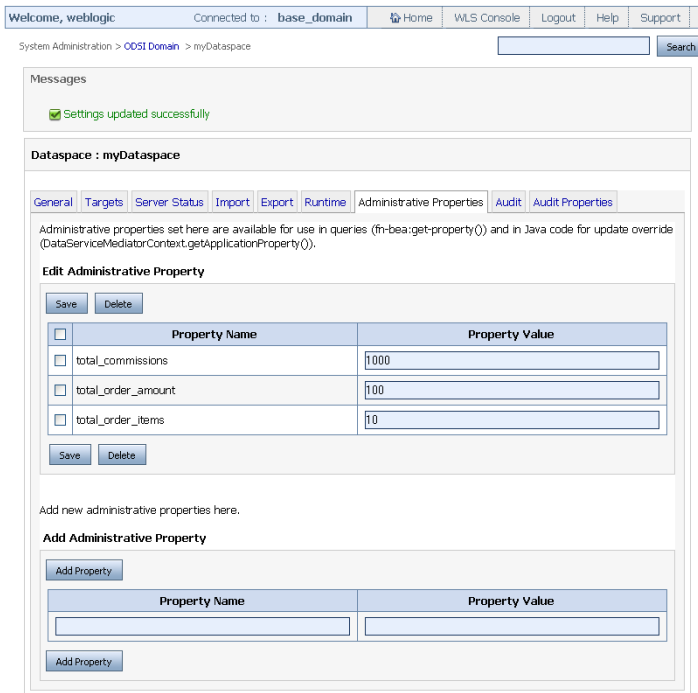 Welcome, weblogic Connected to : base_domain Home WLS Console Logout Help Support
System Administration > ODSI Domain > myDataspace Search
Messages
Settings updated successfully
Dataspace : myDataspace
General Targets Server Status Import Export Runtime Administrative Properties Audit Audit Properties
Administrative properties set here are available for use in queries (fn-bea:get-property()) and in Java code for update override
(DataServiceMediatorContext.getApplicationProperty()).
Edit Administrative Property
Save Delete
Property Name Property Value
total_commissions 1000
total_order_amount 100
total_order_items 10
Save Delete
Add new administrative properties here.
Add Administrative Property
Add Property
Property Name Property Value
Add Property